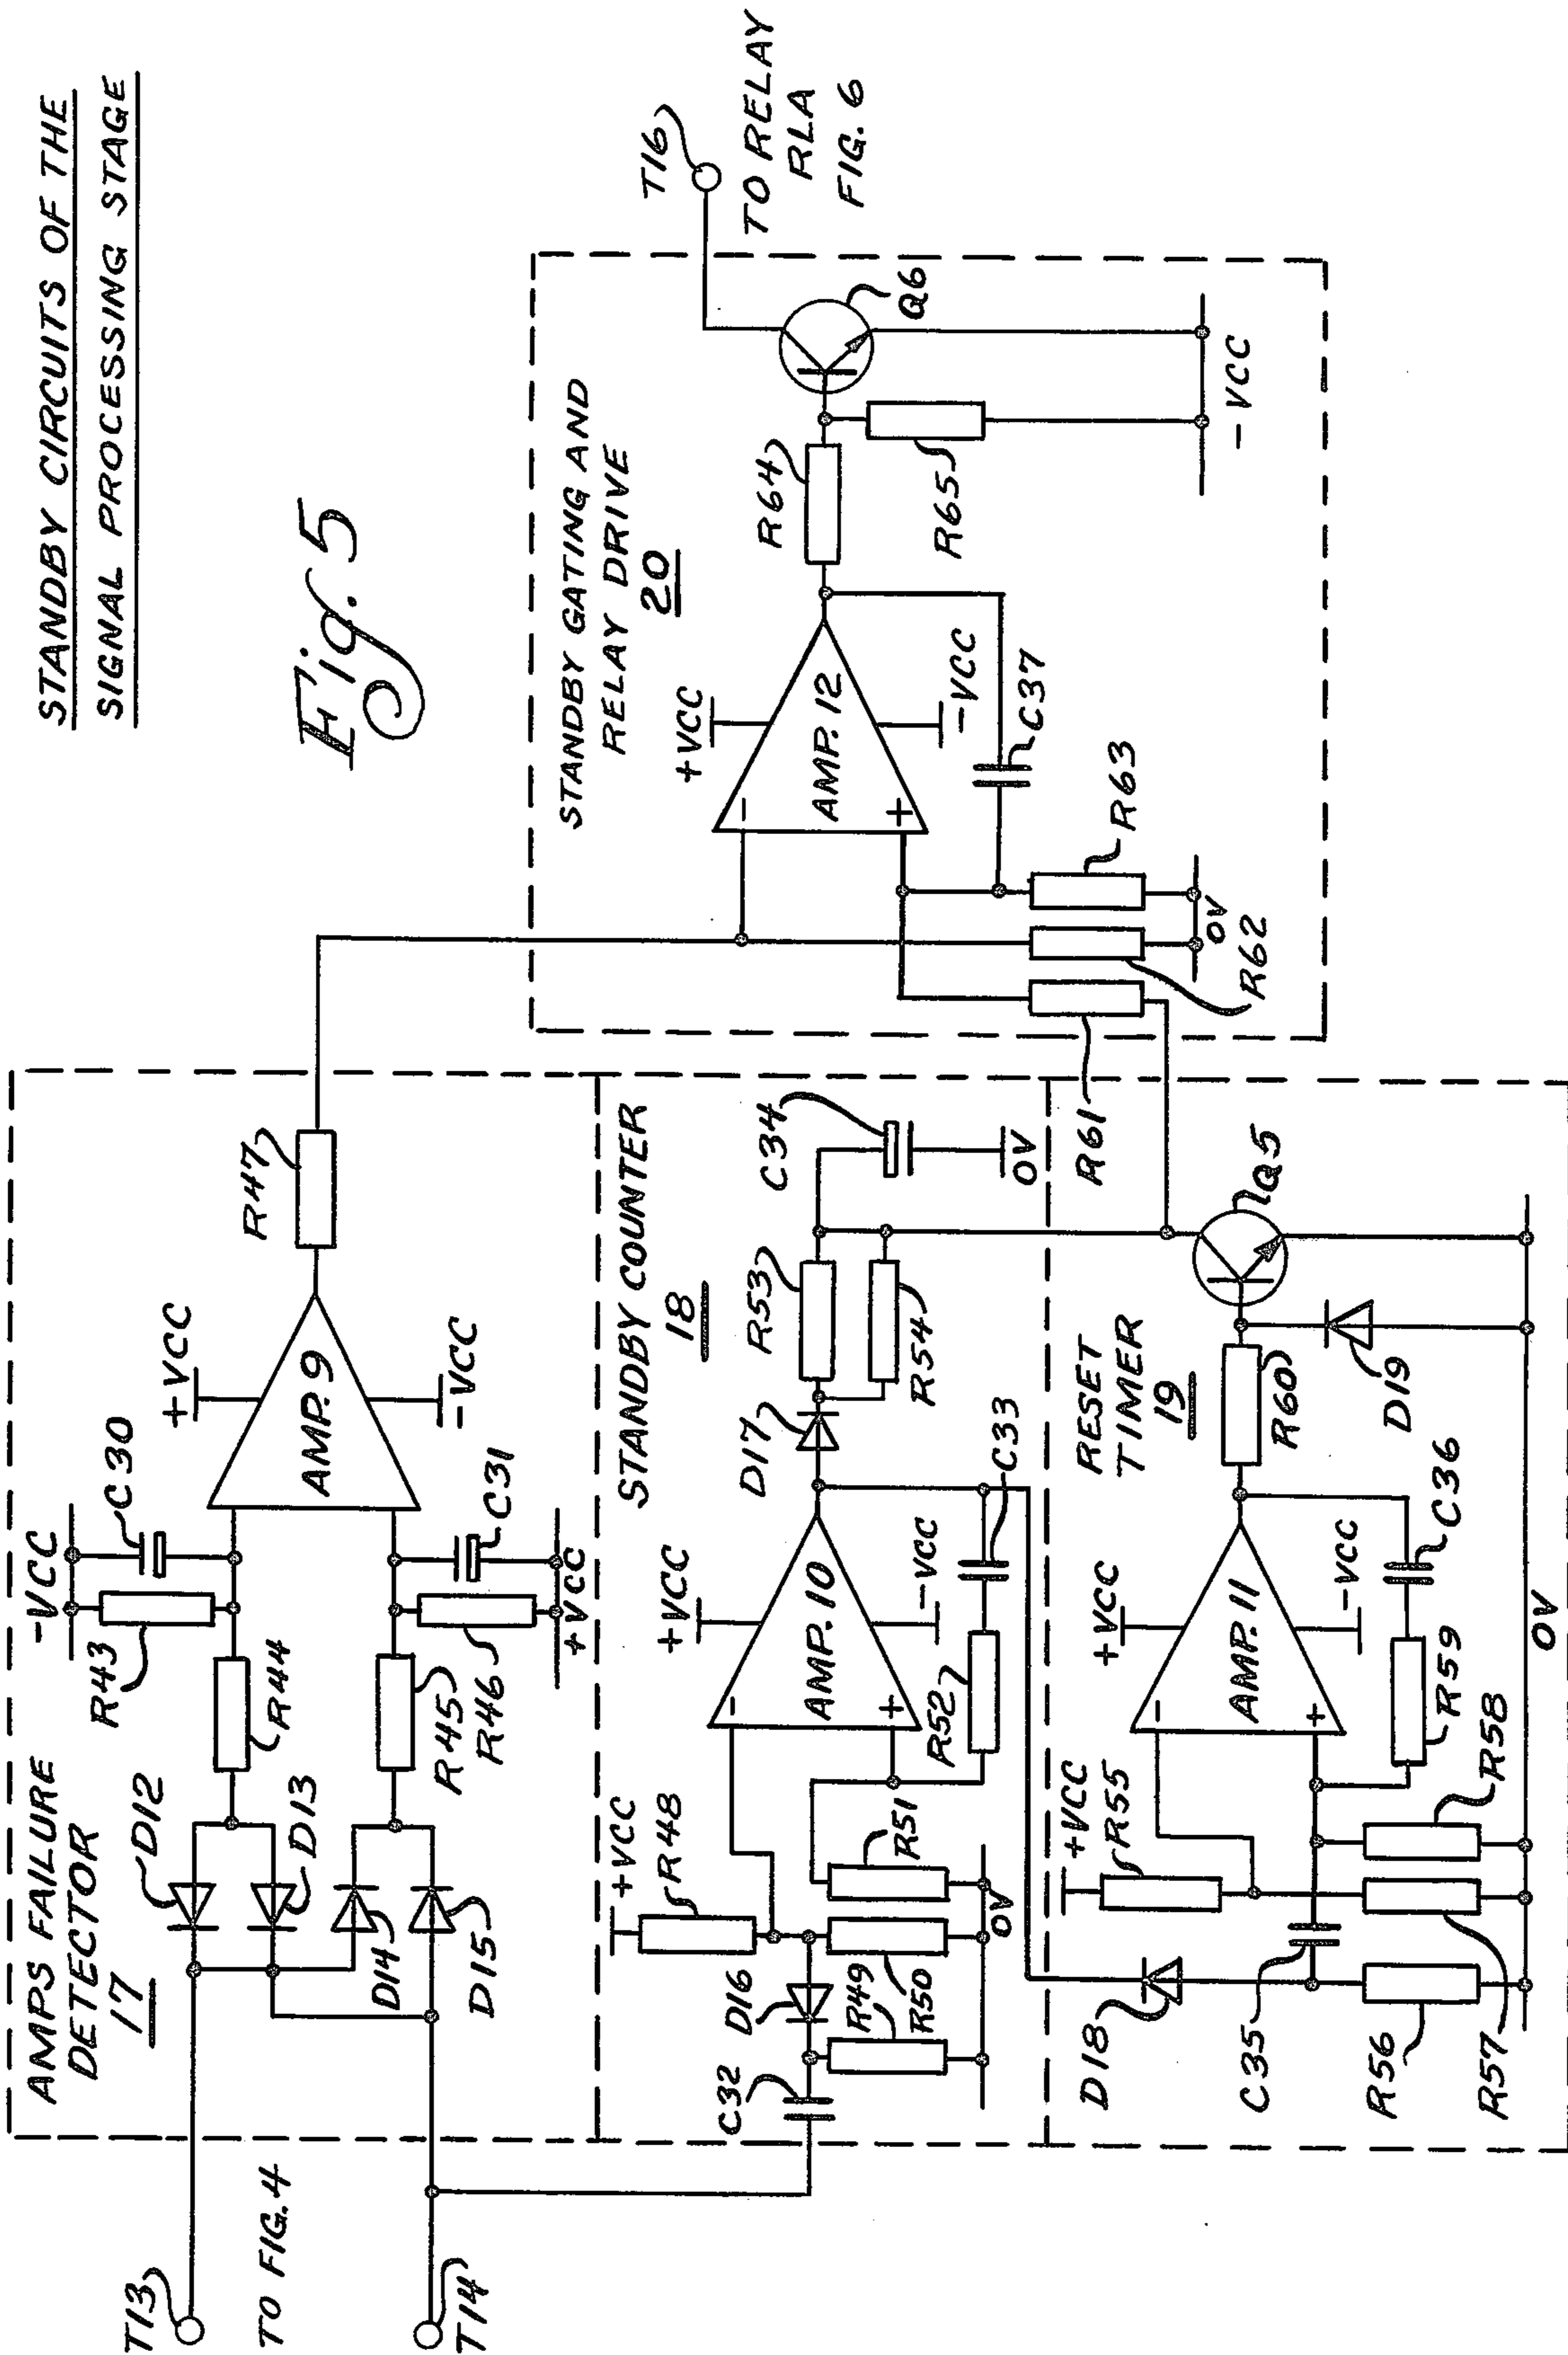 STANDBY CIRCUITS OF THE
SIGNAL PROCESSING STAGE
Fig. 5
AMPS FAILURE
DETECTOR
17
T13
TO FIG. 4
T14
D12
D13
D14
D15
-VCC
R43
C30
R44
R45
R46
C31
+VCC
+VCC
AMP. 9
-VCC
R47
STANDBY COUNTER
18
C32
D16
R49
R50
+VCC
R48
R51
0V
+VCC
-
AMP. 10
+
-VCC
R52
C33
D17
R53
R54
C34
0V
RESET
TIMER
19
D18
C35
R56
R57
+VCC
R55
R58
+VCC
-
AMP. 11
+
-VCC
R59
C36
R60
D19
Q5
0V
STANDBY GATING AND
RELAY DRIVE
20
R61
R62
0V
R63
+VCC
-
AMP. 12
+
-VCC
C37
R64
R65
Q6
-VCC
T16
TO RELAY
RLA
FIG. 6